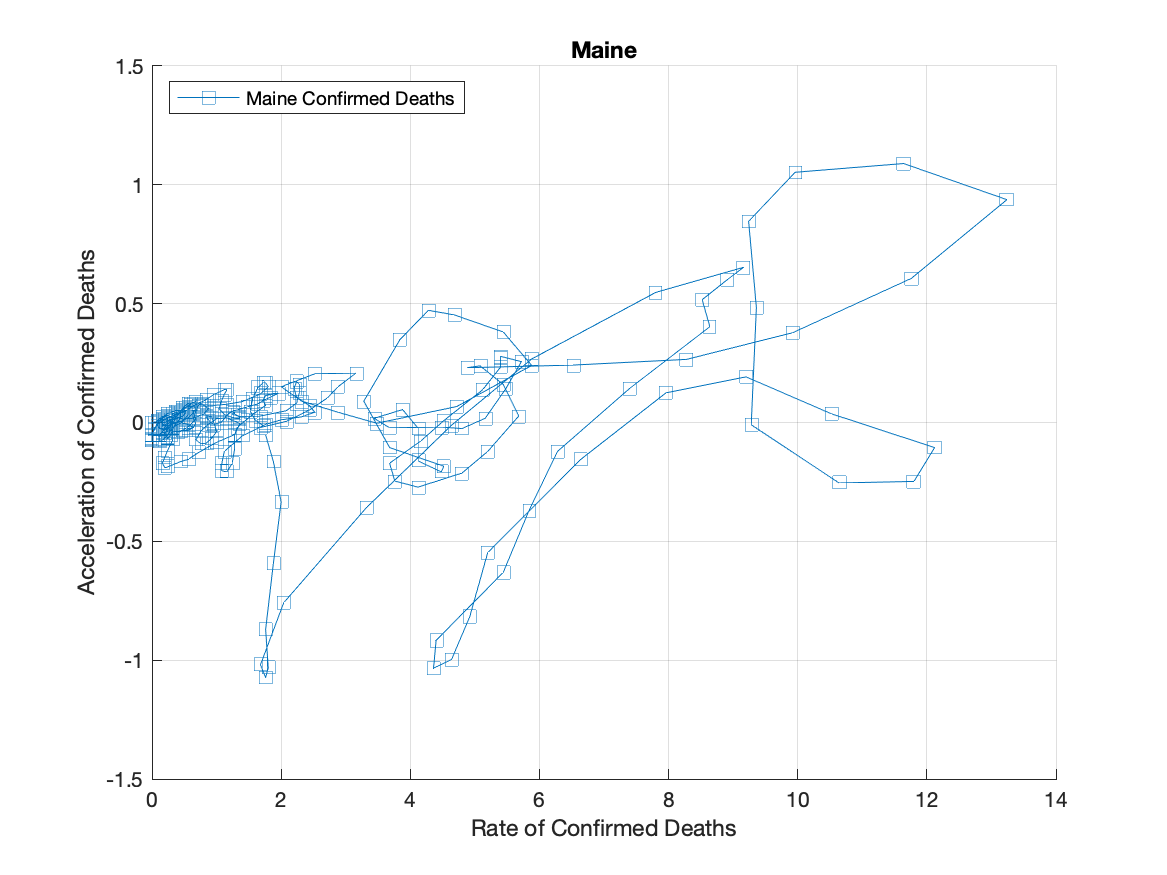 Maine
1.5
Maine Confirmed Deaths
1
0.5
0
-0.5
-1
-1.5
Acceleration of Confirmed Deaths
0 2 4 6 8 10 12 14
Rate of Confirmed Deaths